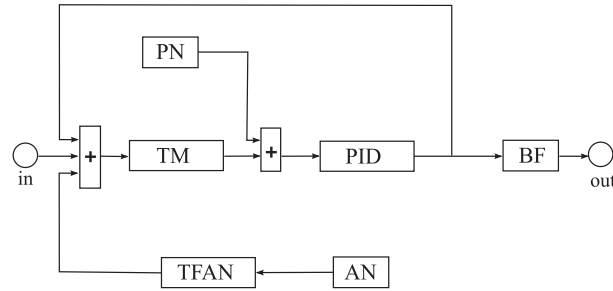 PN
+
TM
+
PID
BF
in
out
TFAN
AN